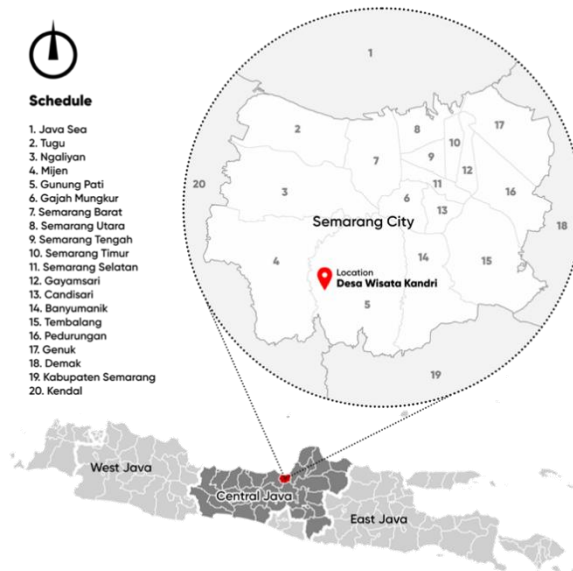 Schedule
1. Java Sea
2. Tugu
3. Ngaliyan
4. Mijen
5. Gunung Pati
6. Gajah Mungkur
7. Semarang Barat
8. Semarang Utara
9. Semarang Tengah
10. Semarang Timur
11. Semarang Selatan
12. Gayamsari
13. Candisari
14. Banyumanik
15. Tembalang
16. Pedurungan
17. Genuk
18. Demak
19. Kabupaten Semarang
20. Kendal
1
2
8
17
10
7
9
12
20
3
11
16
6
13
18
Semarang City
4
14
15
Location
Desa Wisata Kandri
5
19
West Java
Central Java
East Java